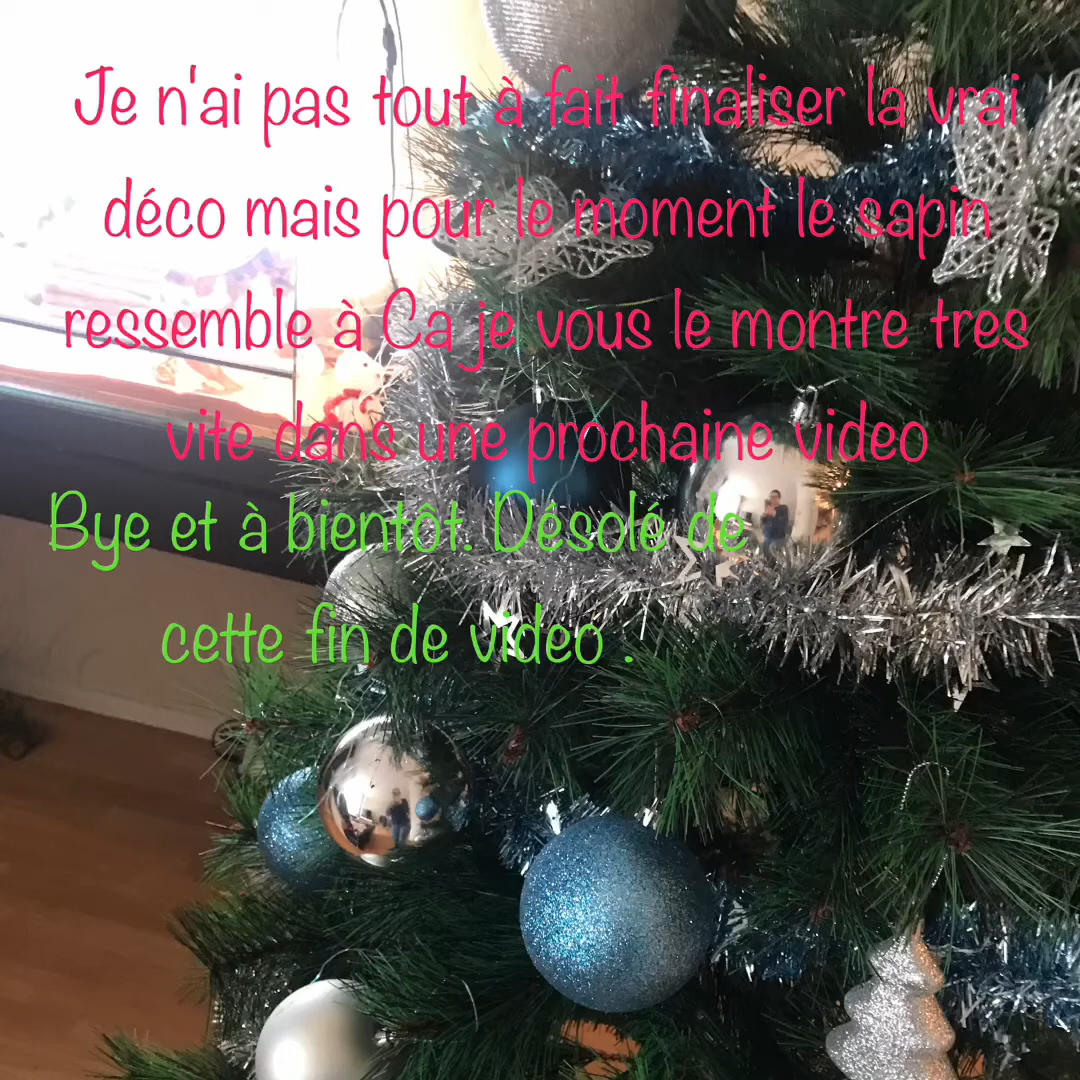 Je n'ai pas tout à fait finaliser la vrai
déco mais pour le moment le sapin
ressemble à Ca je vous le montre tres
vite dans une prochaine video
Bye et à bientôt. Désolé de
cette fin de video .